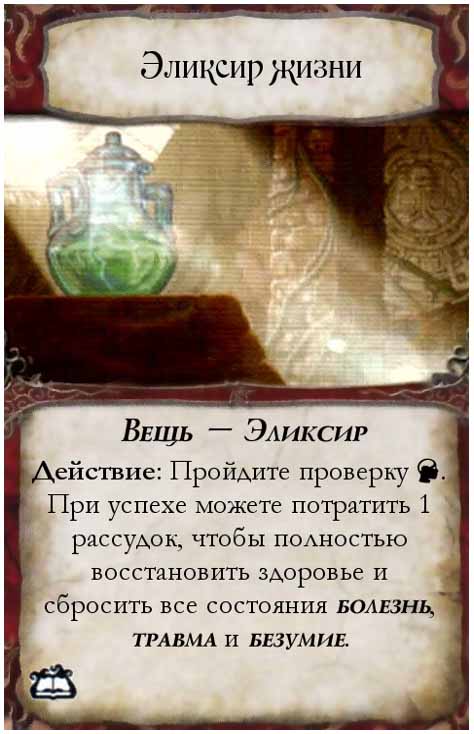 Эликсир жизни
Вещь — Эликсир
Действие: Пройдите проверку .
При успехе можете потратить 1
рассудок, чтобы полностью
восстановить здоровье и
сбросить все состояния БОЛЕЗНЬ,
ТРАВМА и БЕЗУМИЕ.